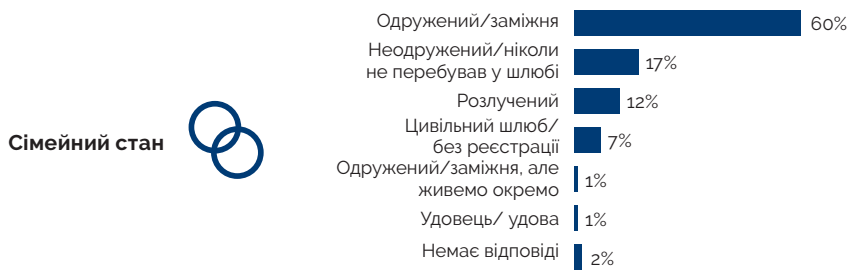 Одружений/заміжня 60%
Неодружений/ніколи
не перебував у шлюбі 17%
Розлучений 12%
Сімейний стан
Цивільний шлюб/
без реєстрації 7%
Одружений/заміжня, але
живемо окремо 1%
Удовець/ удова 1%
Немає відповіді 2%